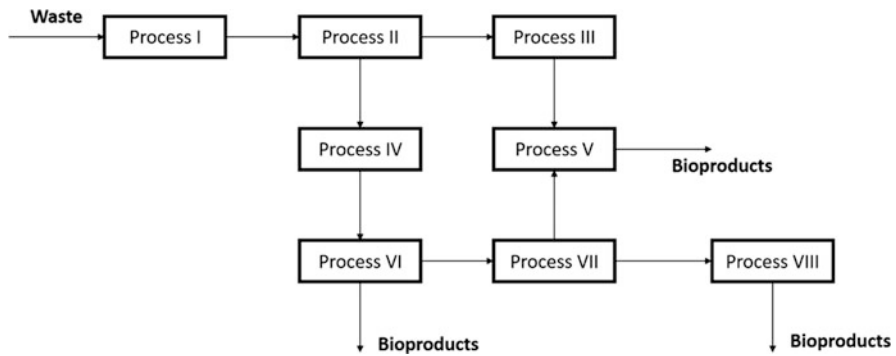 Waste
Process I
Process II
Process III
Process IV
Process V
Bioproducts
Process VI
Process VII
Process VIII
Bioproducts
Bioproducts